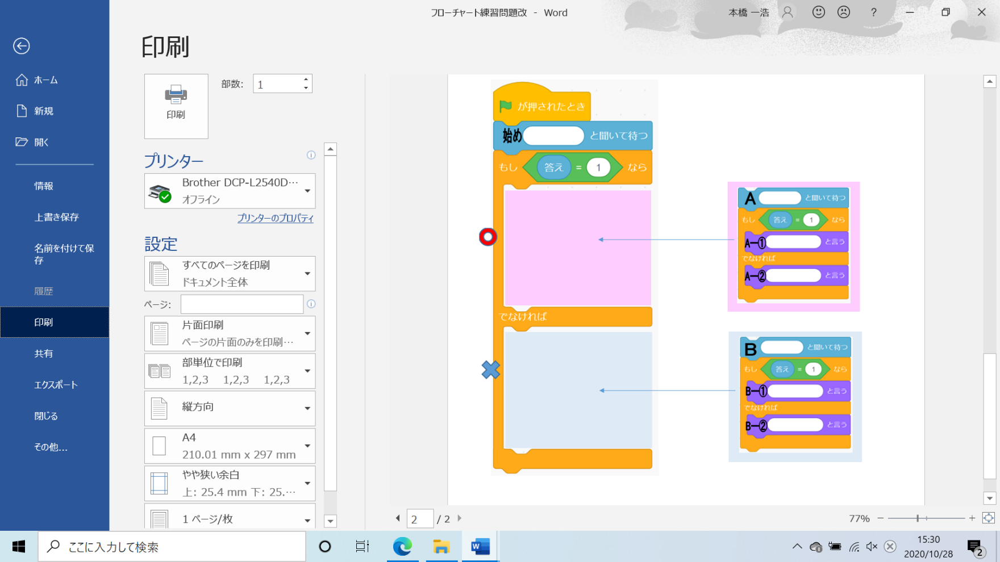 フローチャート練習問題改 - Word
本橋 一浩
?
印刷
ホーム
新規
開く
情報
上書き保存
名前を付けて保
存
履歴
印刷
共有
エクスポート
閉じる
その他...
印刷
部数: 1
プリンター
Brother DCP-L2540D…
オフライン
プリンターのプロパティ
設定
すべてのページを印刷
ドキュメント全体
ページ:
片面印刷
ページの片面のみを印刷…
部単位で印刷
1,2,3 1,2,3 1,2,3
縦方向
A4
210.01 mm x 297 mm
やや狭い余白
上: 25.4 mm 下: 25.…
1 ページ/枚
が押されたとき
始め と聞いて待つ
もし 答え = 1 なら
でなければ
A と聞いて待つ
もし 答え = 1 なら
A―① と言う
でなければ
A―② と言う
B と聞いて待つ
もし 答え = 1 なら
B―① と言う
でなければ
B―② と言う
2 / 2
77%
ここに入力して検索
15:30
2020/10/28
2